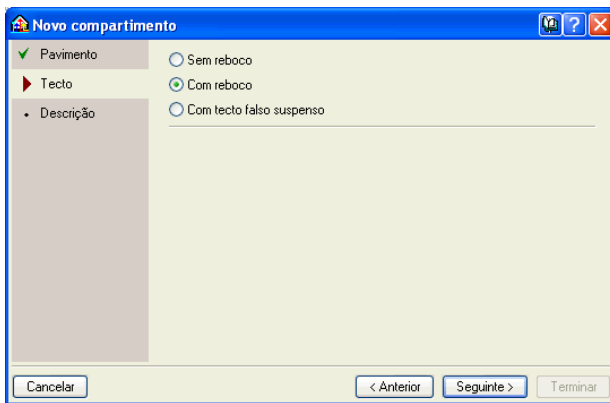 Novo compartimento
Pavimento
Tecto
Descrição
Sem reboco
Com reboco
Com tecto falso suspenso
Cancelar
< Anterior
Seguinte >
Terminar